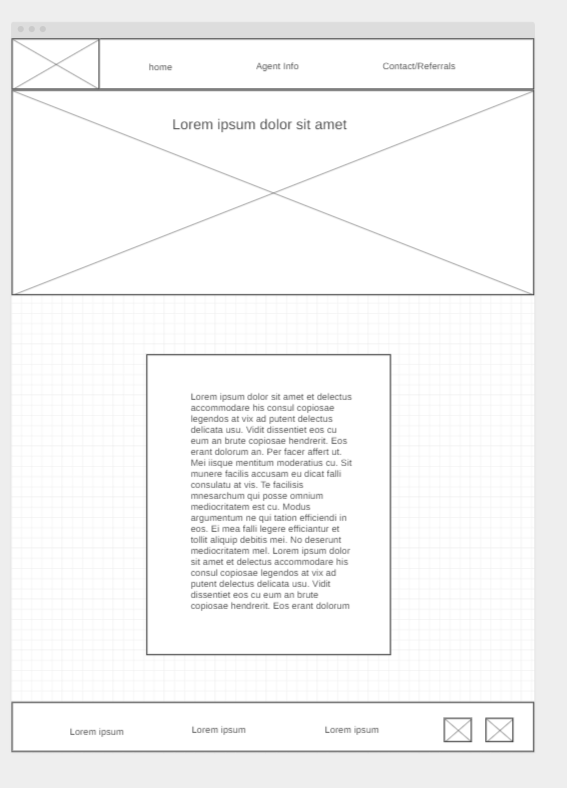 home
Agent Info
Contact/Referrals
Lorem ipsum dolor sit amet
Lorem ipsum dolor sit amet et delectus
accommodare his consul copiosae
legendos at vix ad putent delectus
delicata usu. Vidit dissentiet eos cu
eum an brute copiosae hendrerit. Eos
erant dolorum an. Per facer affert ut.
Mei iisque mentitum moderatius cu. Sit
munere facilis accusam eu dicat falli
consulatu at vis. Te facilisis
mnesarchum qui posse omnium
mediocritatem est cu. Modus
argumentum ne qui tation efficiendi in
eos. Ei mea falli legere efficiantur et
tollit aliquip debitis mei. No deserunt
mediocritatem mel. Lorem ipsum dolor
sit amet et delectus accommodare his
consul copiosae legendos at vix ad
putent delectus delicata usu. Vidit
dissentiet eos cu eum an brute
copiosae hendrerit. Eos erant dolorum
Lorem ipsum
Lorem ipsum
Lorem ipsum